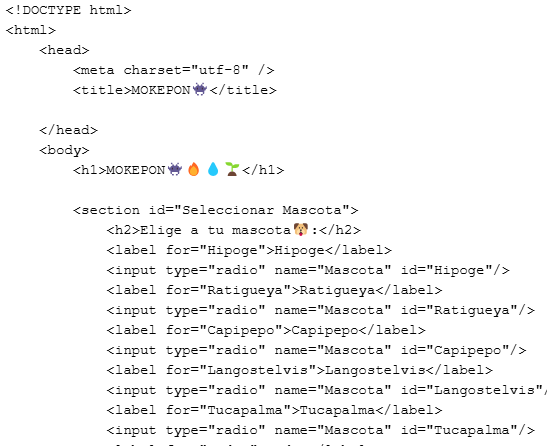 <!DOCTYPE html>
<html>
<head>
<meta charset="utf-8" />
<title>MOKEPON👾</title>
</head>
<body>
<h1>MOKEPON👾🔥💧🌱</h1>
<section id="Seleccionar Mascota">
<h2>Elige a tu mascota🐶:</h2>
<label for="Hipoge">Hipoge</label>
<input type="radio" name="Mascota" id="Hipoge"/>
<label for="Ratigueya">Ratigueya</label>
<input type="radio" name="Mascota" id="Ratigueya"/>
<label for="Capipepo">Capipepo</label>
<input type="radio" name="Mascota" id="Capipepo"/>
<label for="Langostelvis">Langostelvis</label>
<input type="radio" name="Mascota" id="Langostelvis"/
<label for="Tucapalma">Tucapalma</label>
<input type="radio" name="Mascota" id="Tucapalma"/>